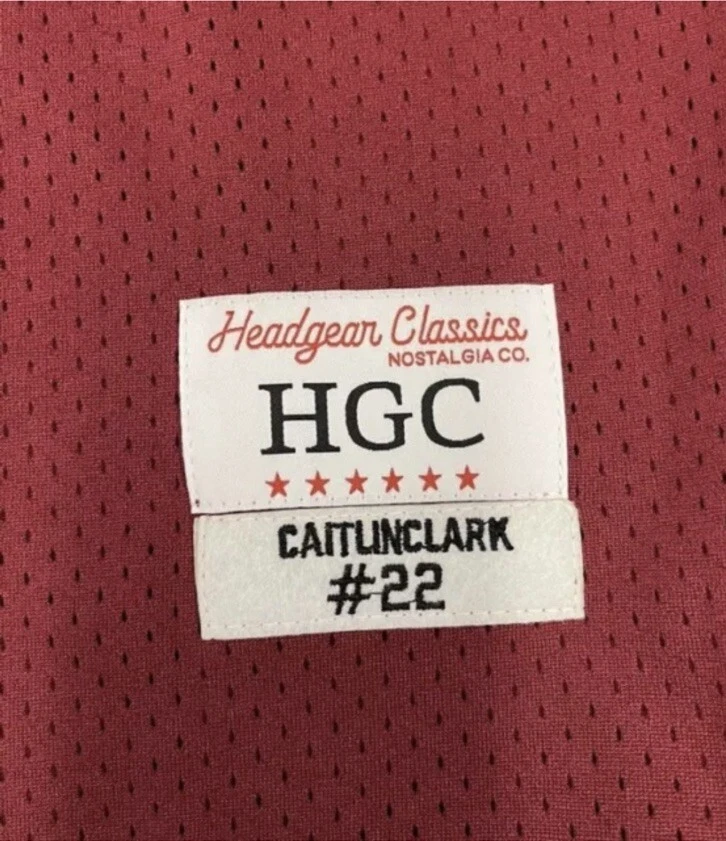 Headgear Classics
NOSTALGIA CO.
HGC
CAITLINCLARK
#22